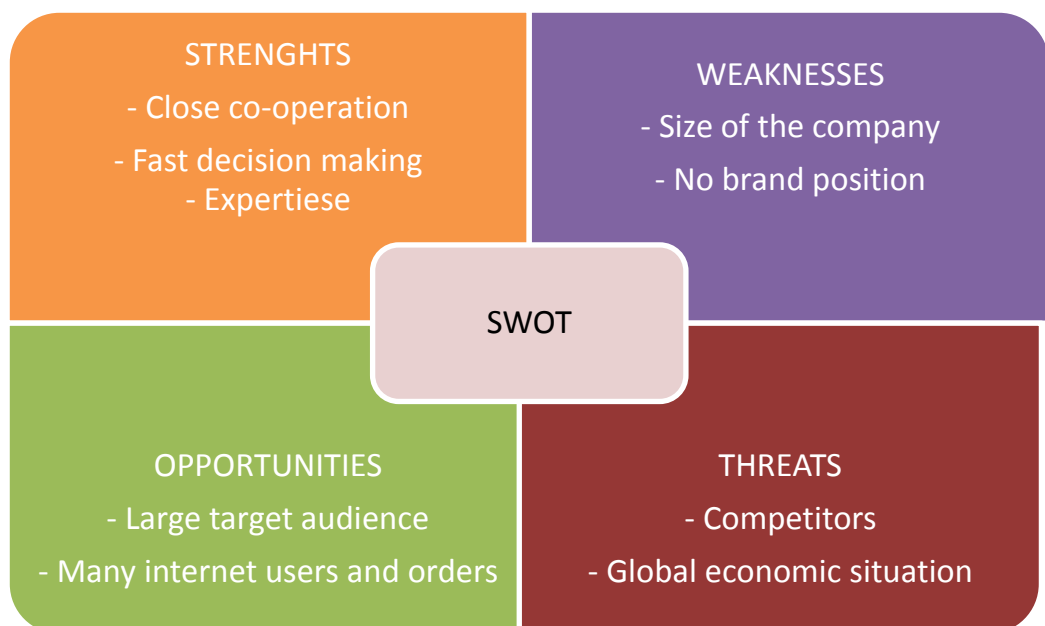 STRENGHTS
- Close co-operation
- Fast decision making
- Expertiese
WEAKNESSES
- Size of the company
- No brand position
SWOT
OPPORTUNITIES
- Large target audience
- Many internet users and orders
THREATS
- Competitors
- Global economic situation